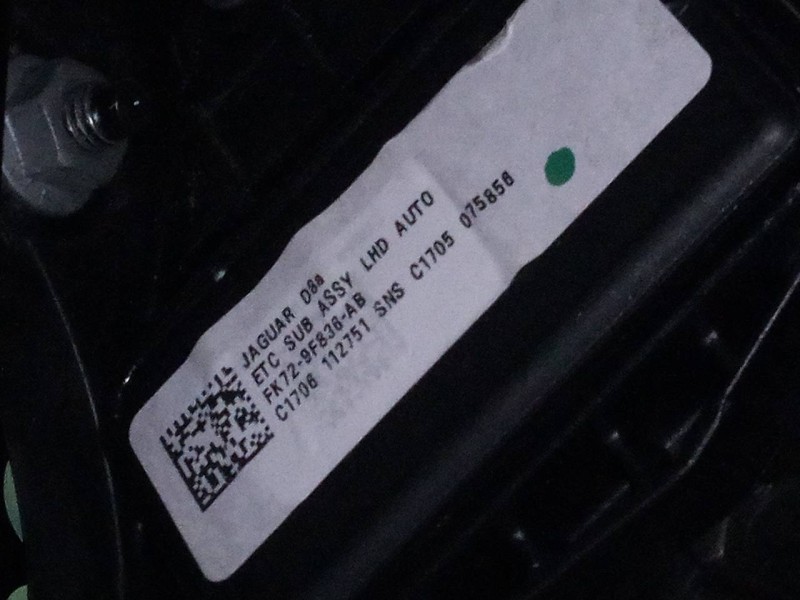 JAGUAR D8a
ETC SUB ASSY LHD AUTO
FK72-9F836-AB
C1706 112751 SNS C1705 075856